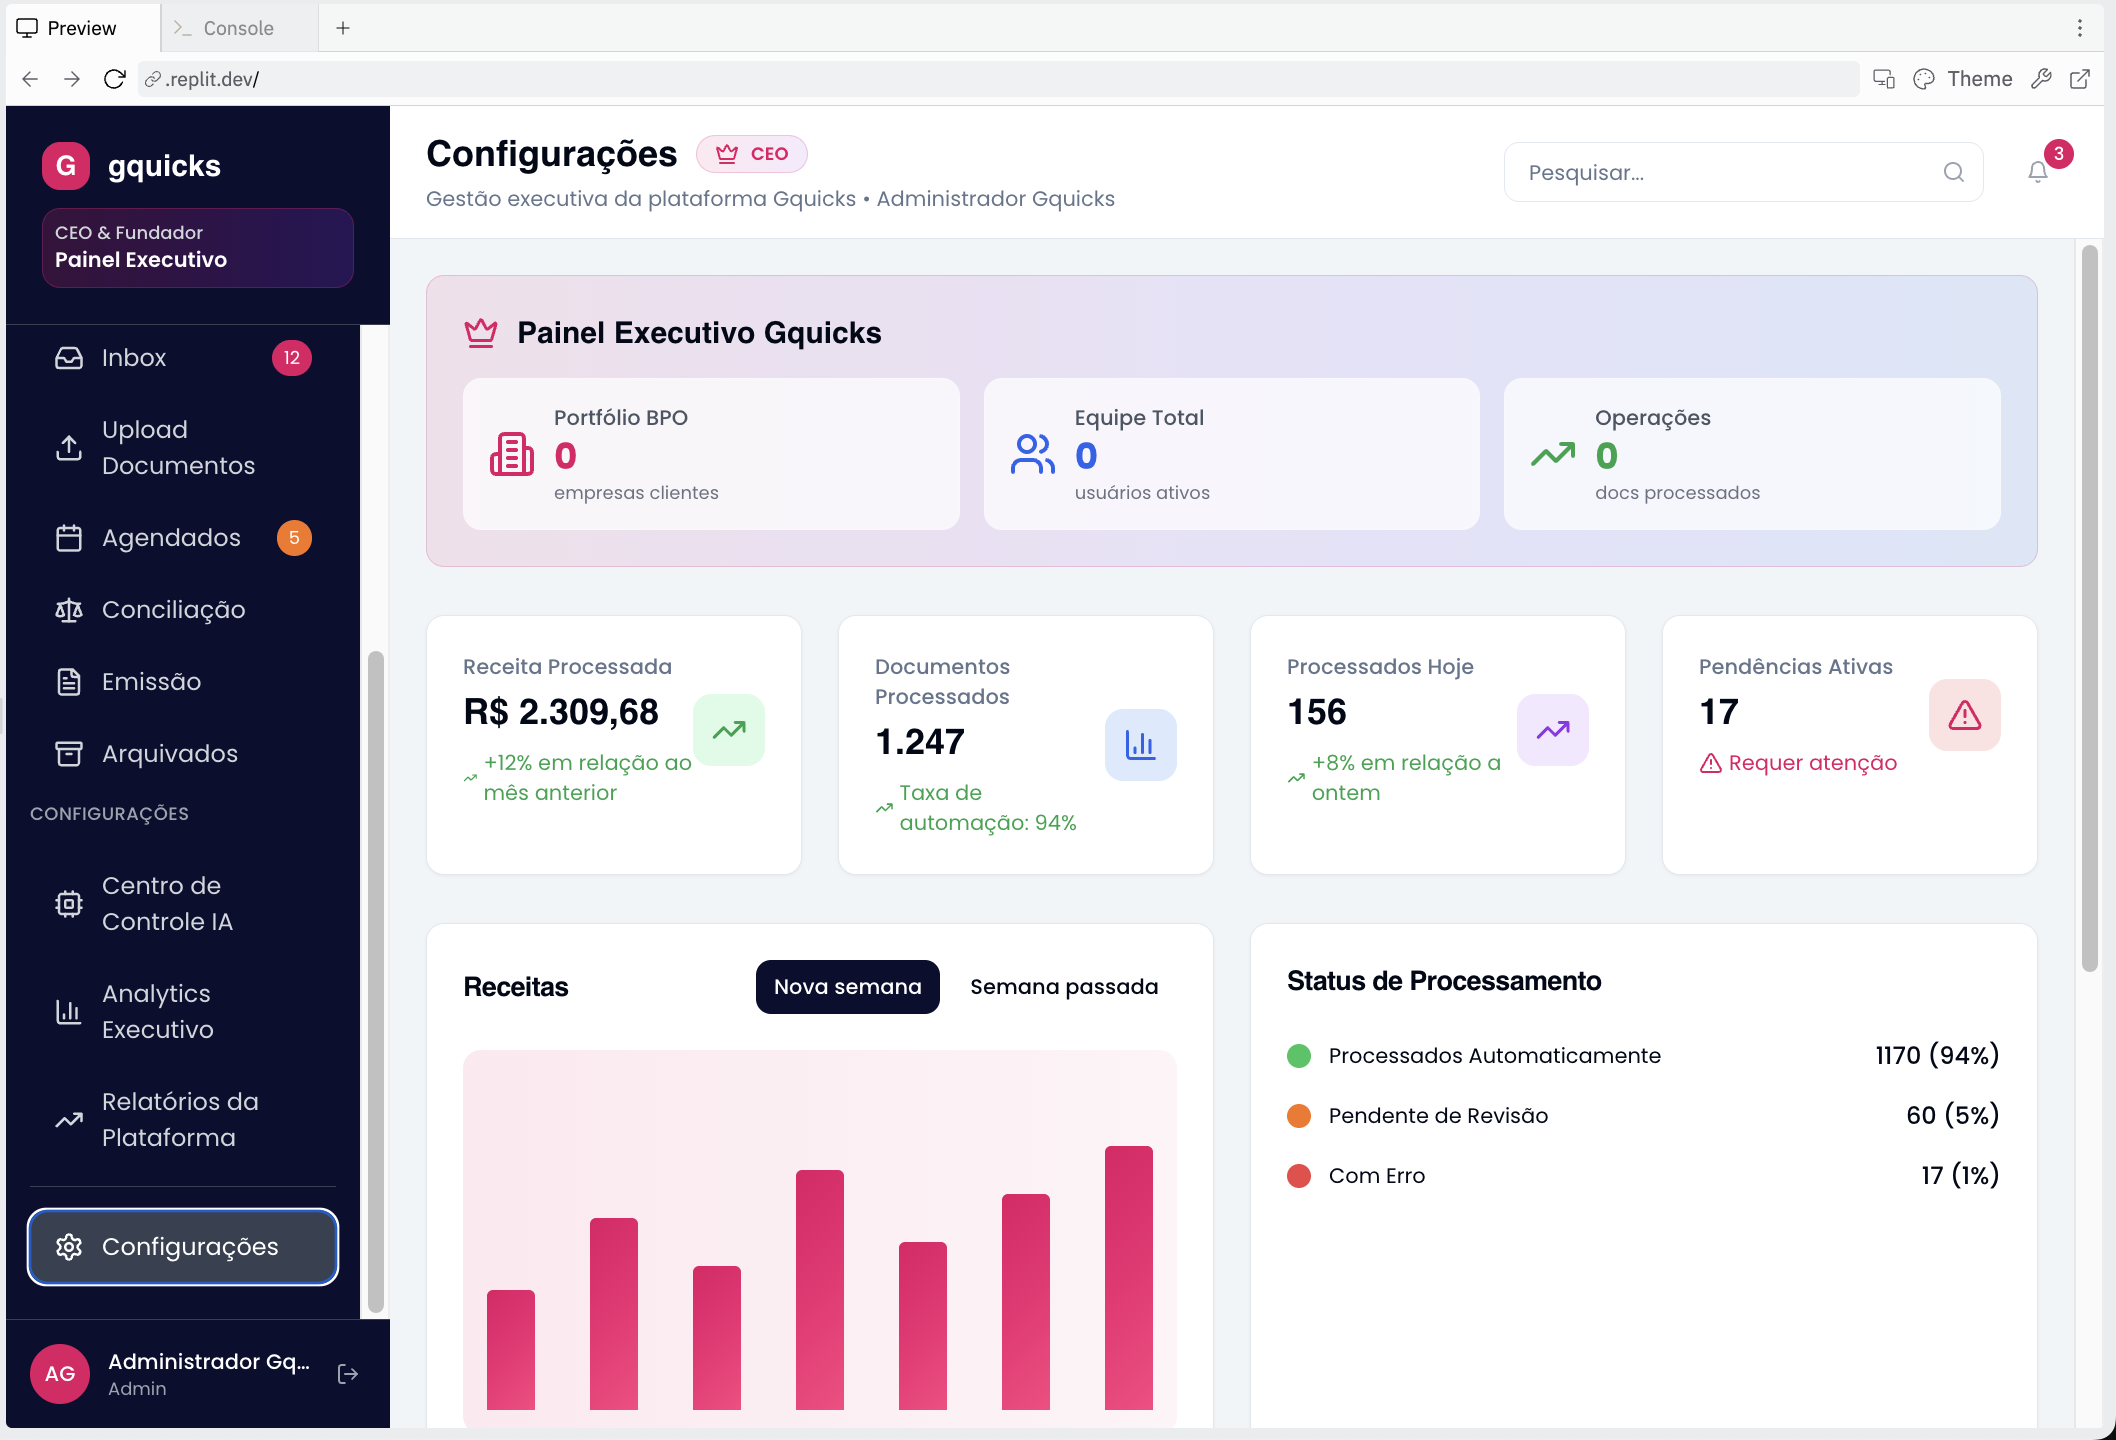 Preview
Console
.replit.dev/
Theme
G gquicks
CEO & Fundador
Painel Executivo
Inbox 12
Upload
Documentos
Agendados 5
Conciliação
Emissão
Arquivados
CONFIGURAÇÕES
Centro de
Controle IA
Analytics
Executivo
Relatórios da
Plataforma
Configurações
AG
Administrador Gq...
Admin
Configurações CEO
Gestão executiva da plataforma Gquicks • Administrador Gquicks
Pesquisar...
3
Painel Executivo Gquicks
Portfólio BPO
0
empresas clientes
Equipe Total
0
usuários ativos
Operações
0
docs processados
Receita Processada
R$ 2.309,68
+12% em relação ao
mês anterior
Documentos
Processados
1.247
Taxa de
automação: 94%
Processados Hoje
156
+8% em relação a
ontem
Pendências Ativas
17
Requer atenção
Receitas
Nova semana
Semana passada
Status de Processamento
Processados Automaticamente 1170 (94%)
Pendente de Revisão 60 (5%)
Com Erro 17 (1%)